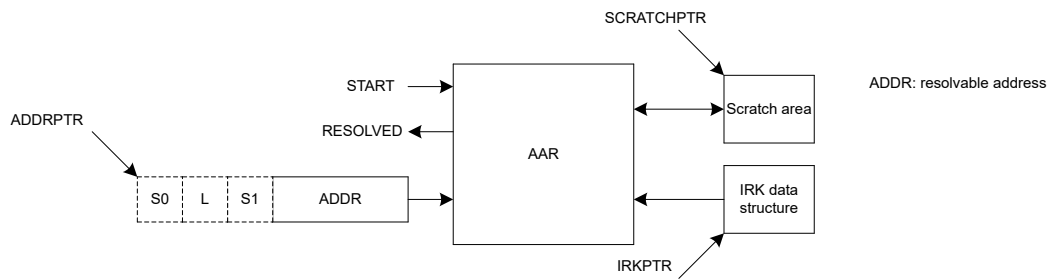 SCRATCHPTR
ADDR: resolvable address
START
Scratch area
ADDRPTR
RESOLVED
AAR
S0 L S1 ADDR
IRK data
structure
IRKPTR